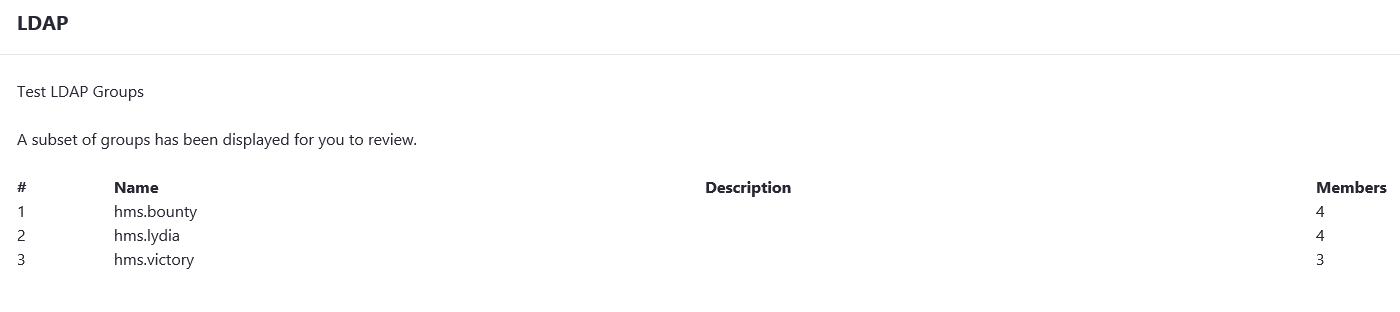 LDAP
Test LDAP Groups
A subset of groups has been displayed for you to review.
# Name Description Members
1 hms.bounty 4
2 hms.lydia 4
3 hms.victory 3